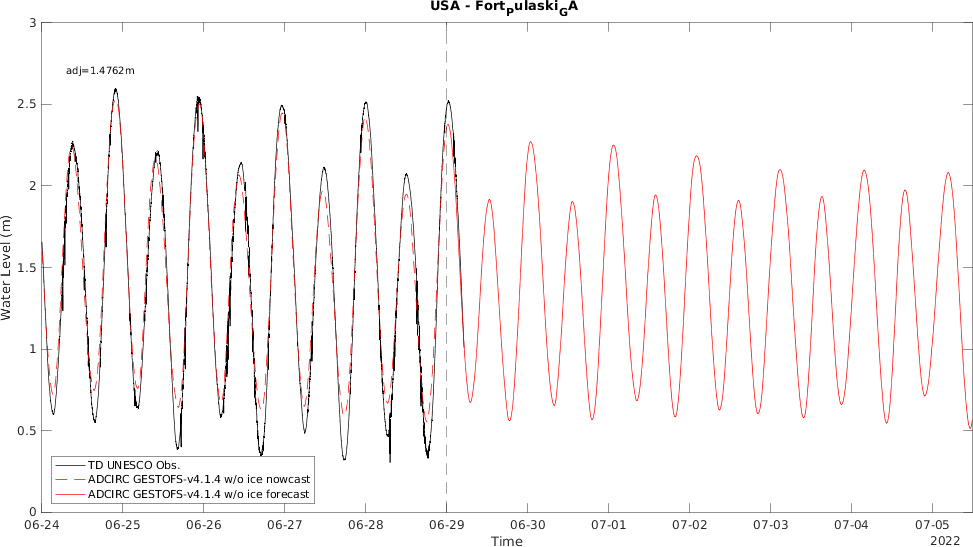 USA - FortPulaskiGA
3
adj=1.4762m
2.5
2
1.5
1
0.5
0
Water Level (m)
TD UNESCO Obs.
ADCIRC GESTOFS-v4.1.4 w/o ice nowcast
ADCIRC GESTOFS-v4.1.4 w/o ice forecast
06-24 06-25 06-26 06-27 06-28 06-29 06-30 07-01 07-02 07-03 07-04 07-05
Time
2022